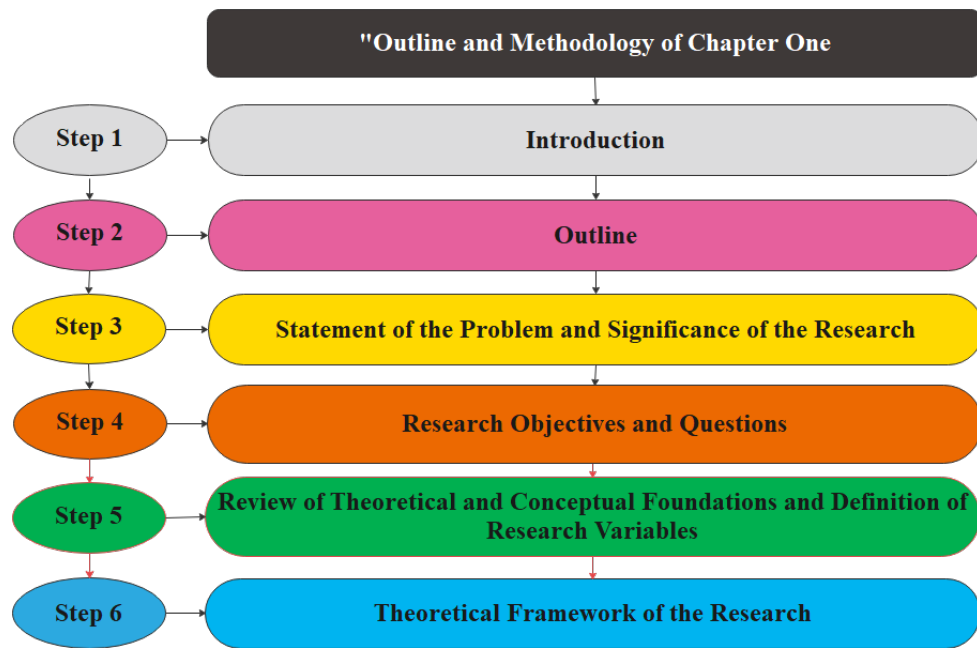 "Outline and Methodology of Chapter One
Step 1
Introduction
Step 2
Outline
Step 3
Statement of the Problem and Significance of the Research
Step 4
Research Objectives and Questions
Step 5
Review of Theoretical and Conceptual Foundations and Definition of
Research Variables
Step 6
Theoretical Framework of the Research